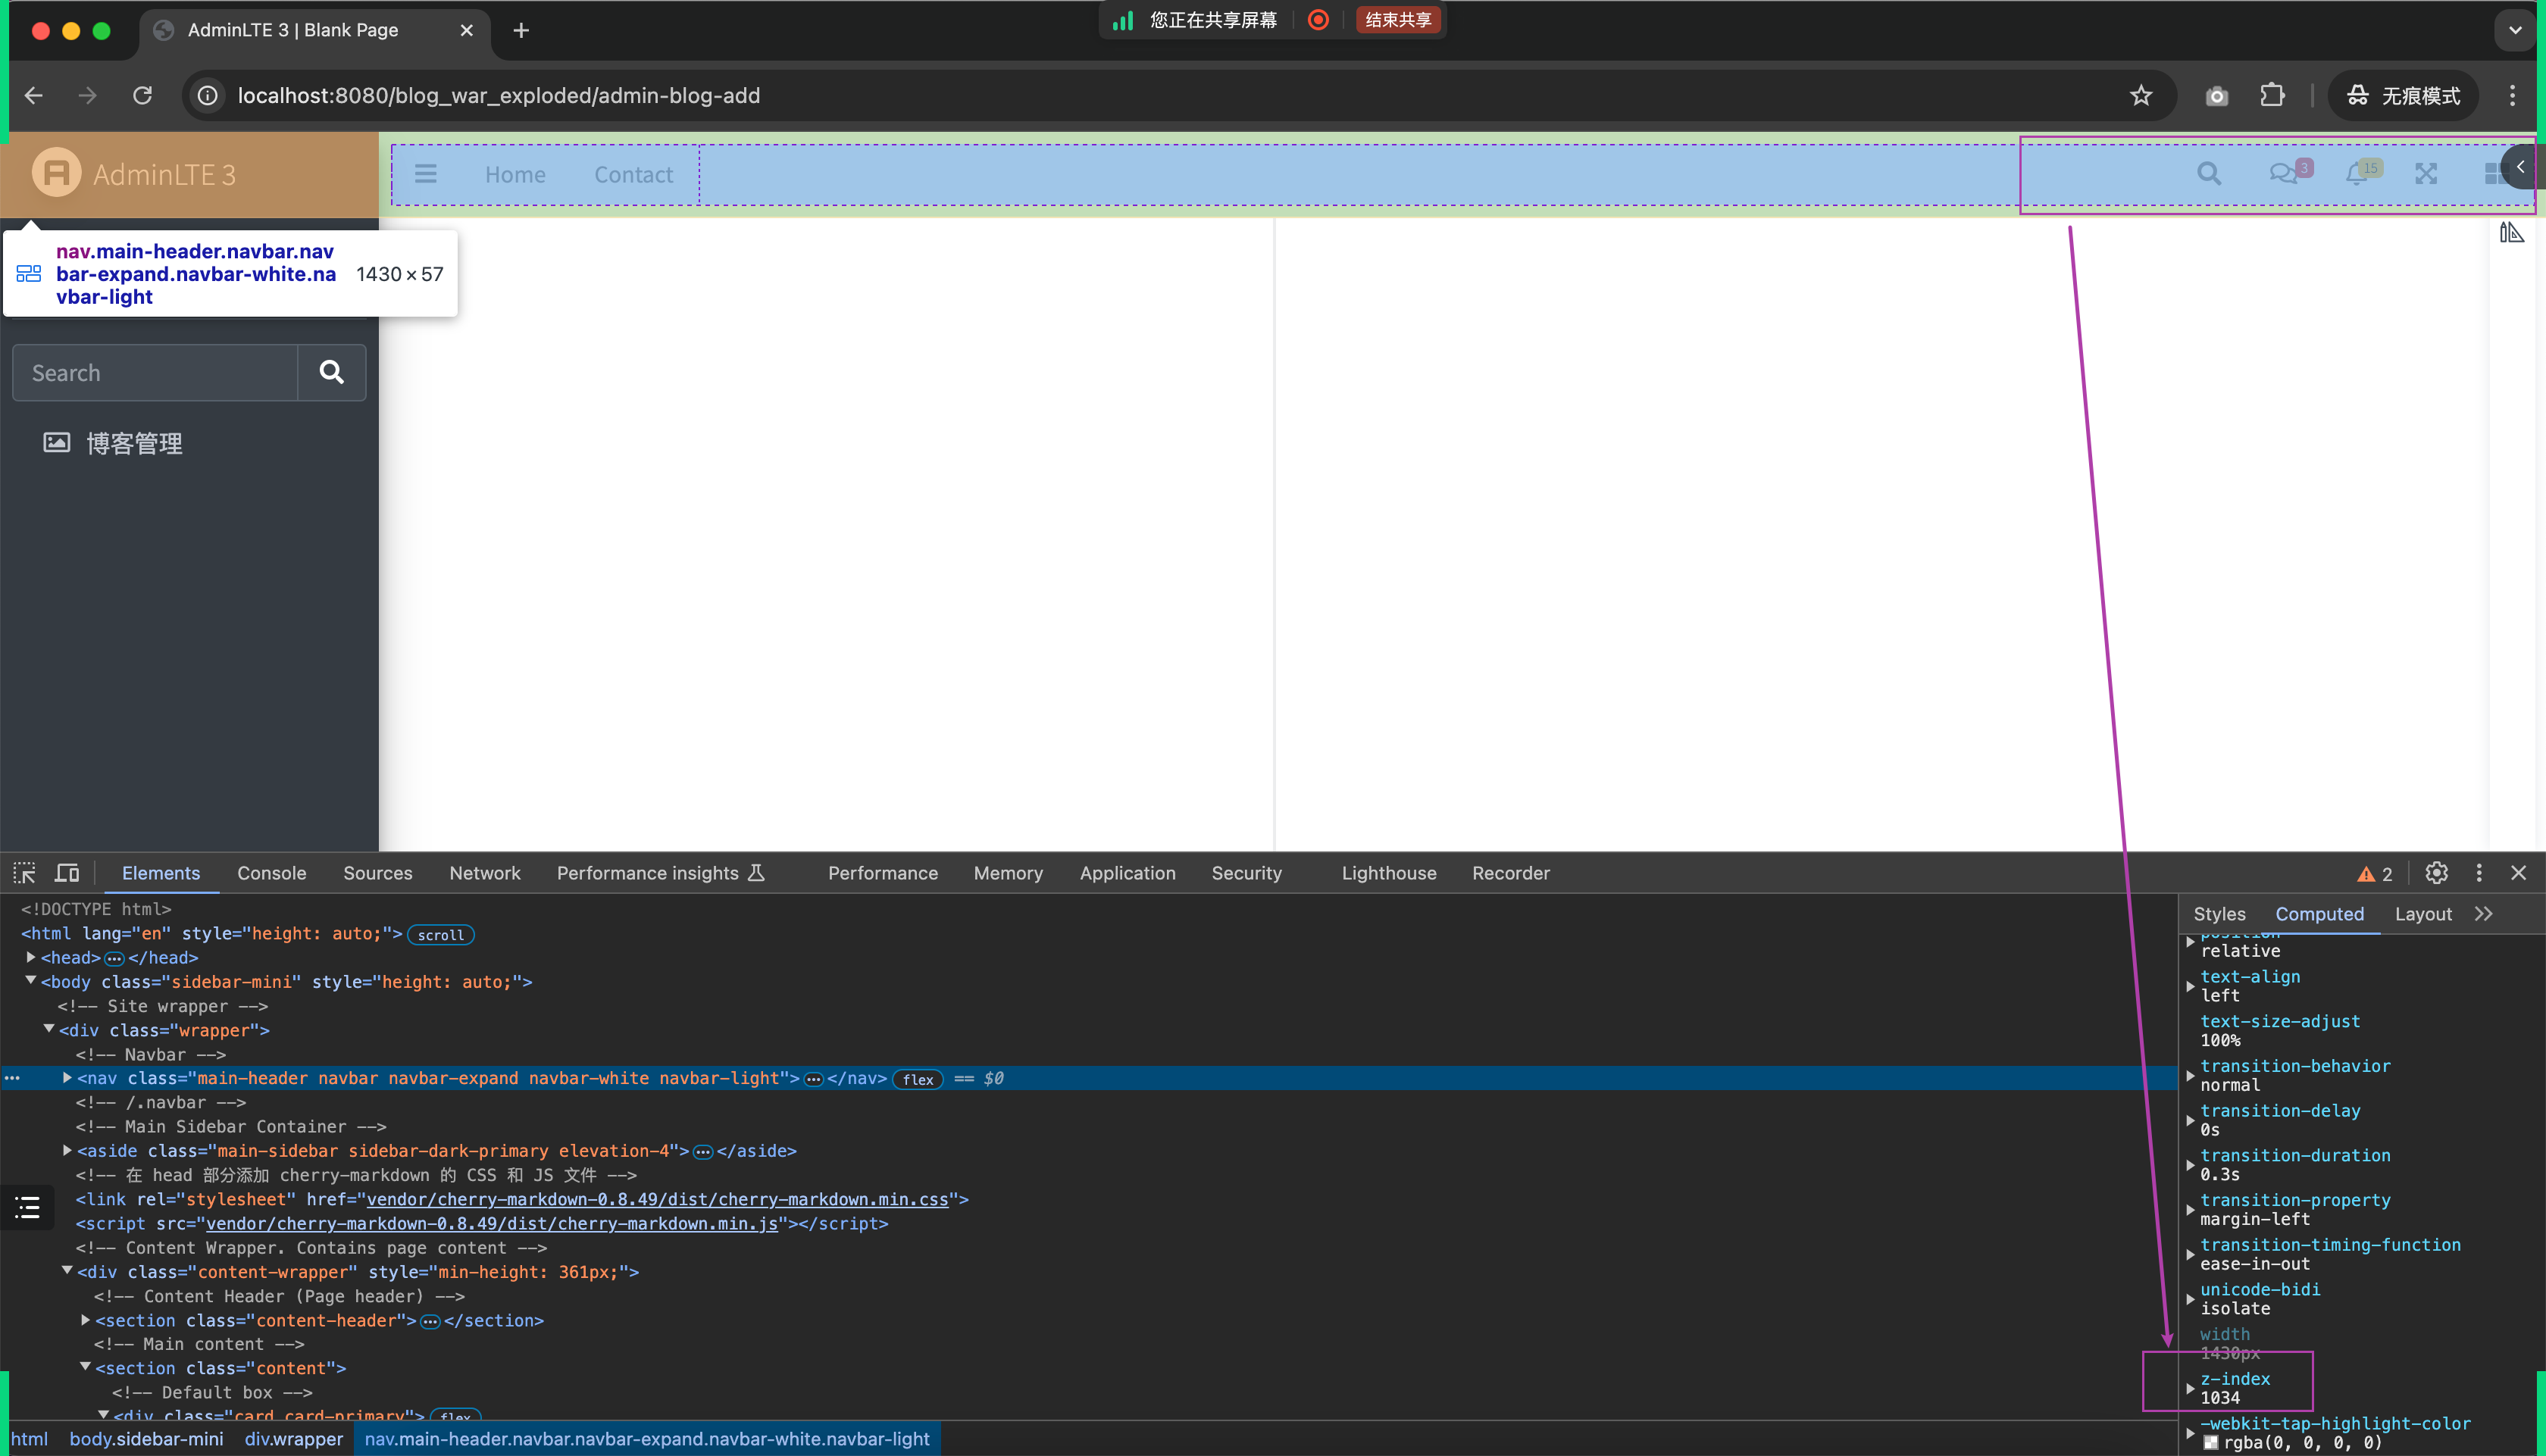 AdminLTE 3 | Blank Page
您正在共享屏幕
结束共享
localhost:8080/blog_war_exploded/admin-blog-add
无痕模式
AdminLTE 3
Home
Contact
3
15
nav.main-header.navbar.nav
bar-expand.navbar-white.na
vbar-light
1430 × 57
Search
博客管理
Elements
Console
Sources
Network
Performance insights
Performance
Memory
Application
Security
Lighthouse
Recorder
2
<!DOCTYPE html>
<html lang="en" style="height: auto;"> scroll
<head>…</head>
<body class="sidebar-mini" style="height: auto;">
<!-- Site wrapper -->
<div class="wrapper">
<!-- Navbar -->
<nav class="main-header navbar navbar-expand navbar-white navbar-light">…</nav> flex == $0
<!-- /.navbar -->
<!-- Main Sidebar Container -->
<aside class="main-sidebar sidebar-dark-primary elevation-4">…</aside>
<!-- 在 head 部分添加 cherry-markdown 的 CSS 和 JS 文件 -->
<link rel="stylesheet" href="vendor/cherry-markdown-0.8.49/dist/cherry-markdown.min.css">
<script src="vendor/cherry-markdown-0.8.49/dist/cherry-markdown.min.js"></script>
<!-- Content Wrapper. Contains page content -->
<div class="content-wrapper" style="min-height: 361px;">
<!-- Content Header (Page header) -->
<section class="content-header">…</section>
<!-- Main content -->
<section class="content">
<!-- Default box -->
<div class="card card-primary"> flex
html
body.sidebar-mini
div.wrapper
nav.main-header.navbar.navbar-expand.navbar-white.navbar-light
Styles
Computed
Layout
position
relative
text-align
left
text-size-adjust
100%
transition-behavior
normal
transition-delay
0s
transition-duration
0.3s
transition-property
margin-left
transition-timing-function
ease-in-out
unicode-bidi
isolate
width
1430px
z-index
1034
-webkit-tap-highlight-color
rgba(0, 0, 0, 0)